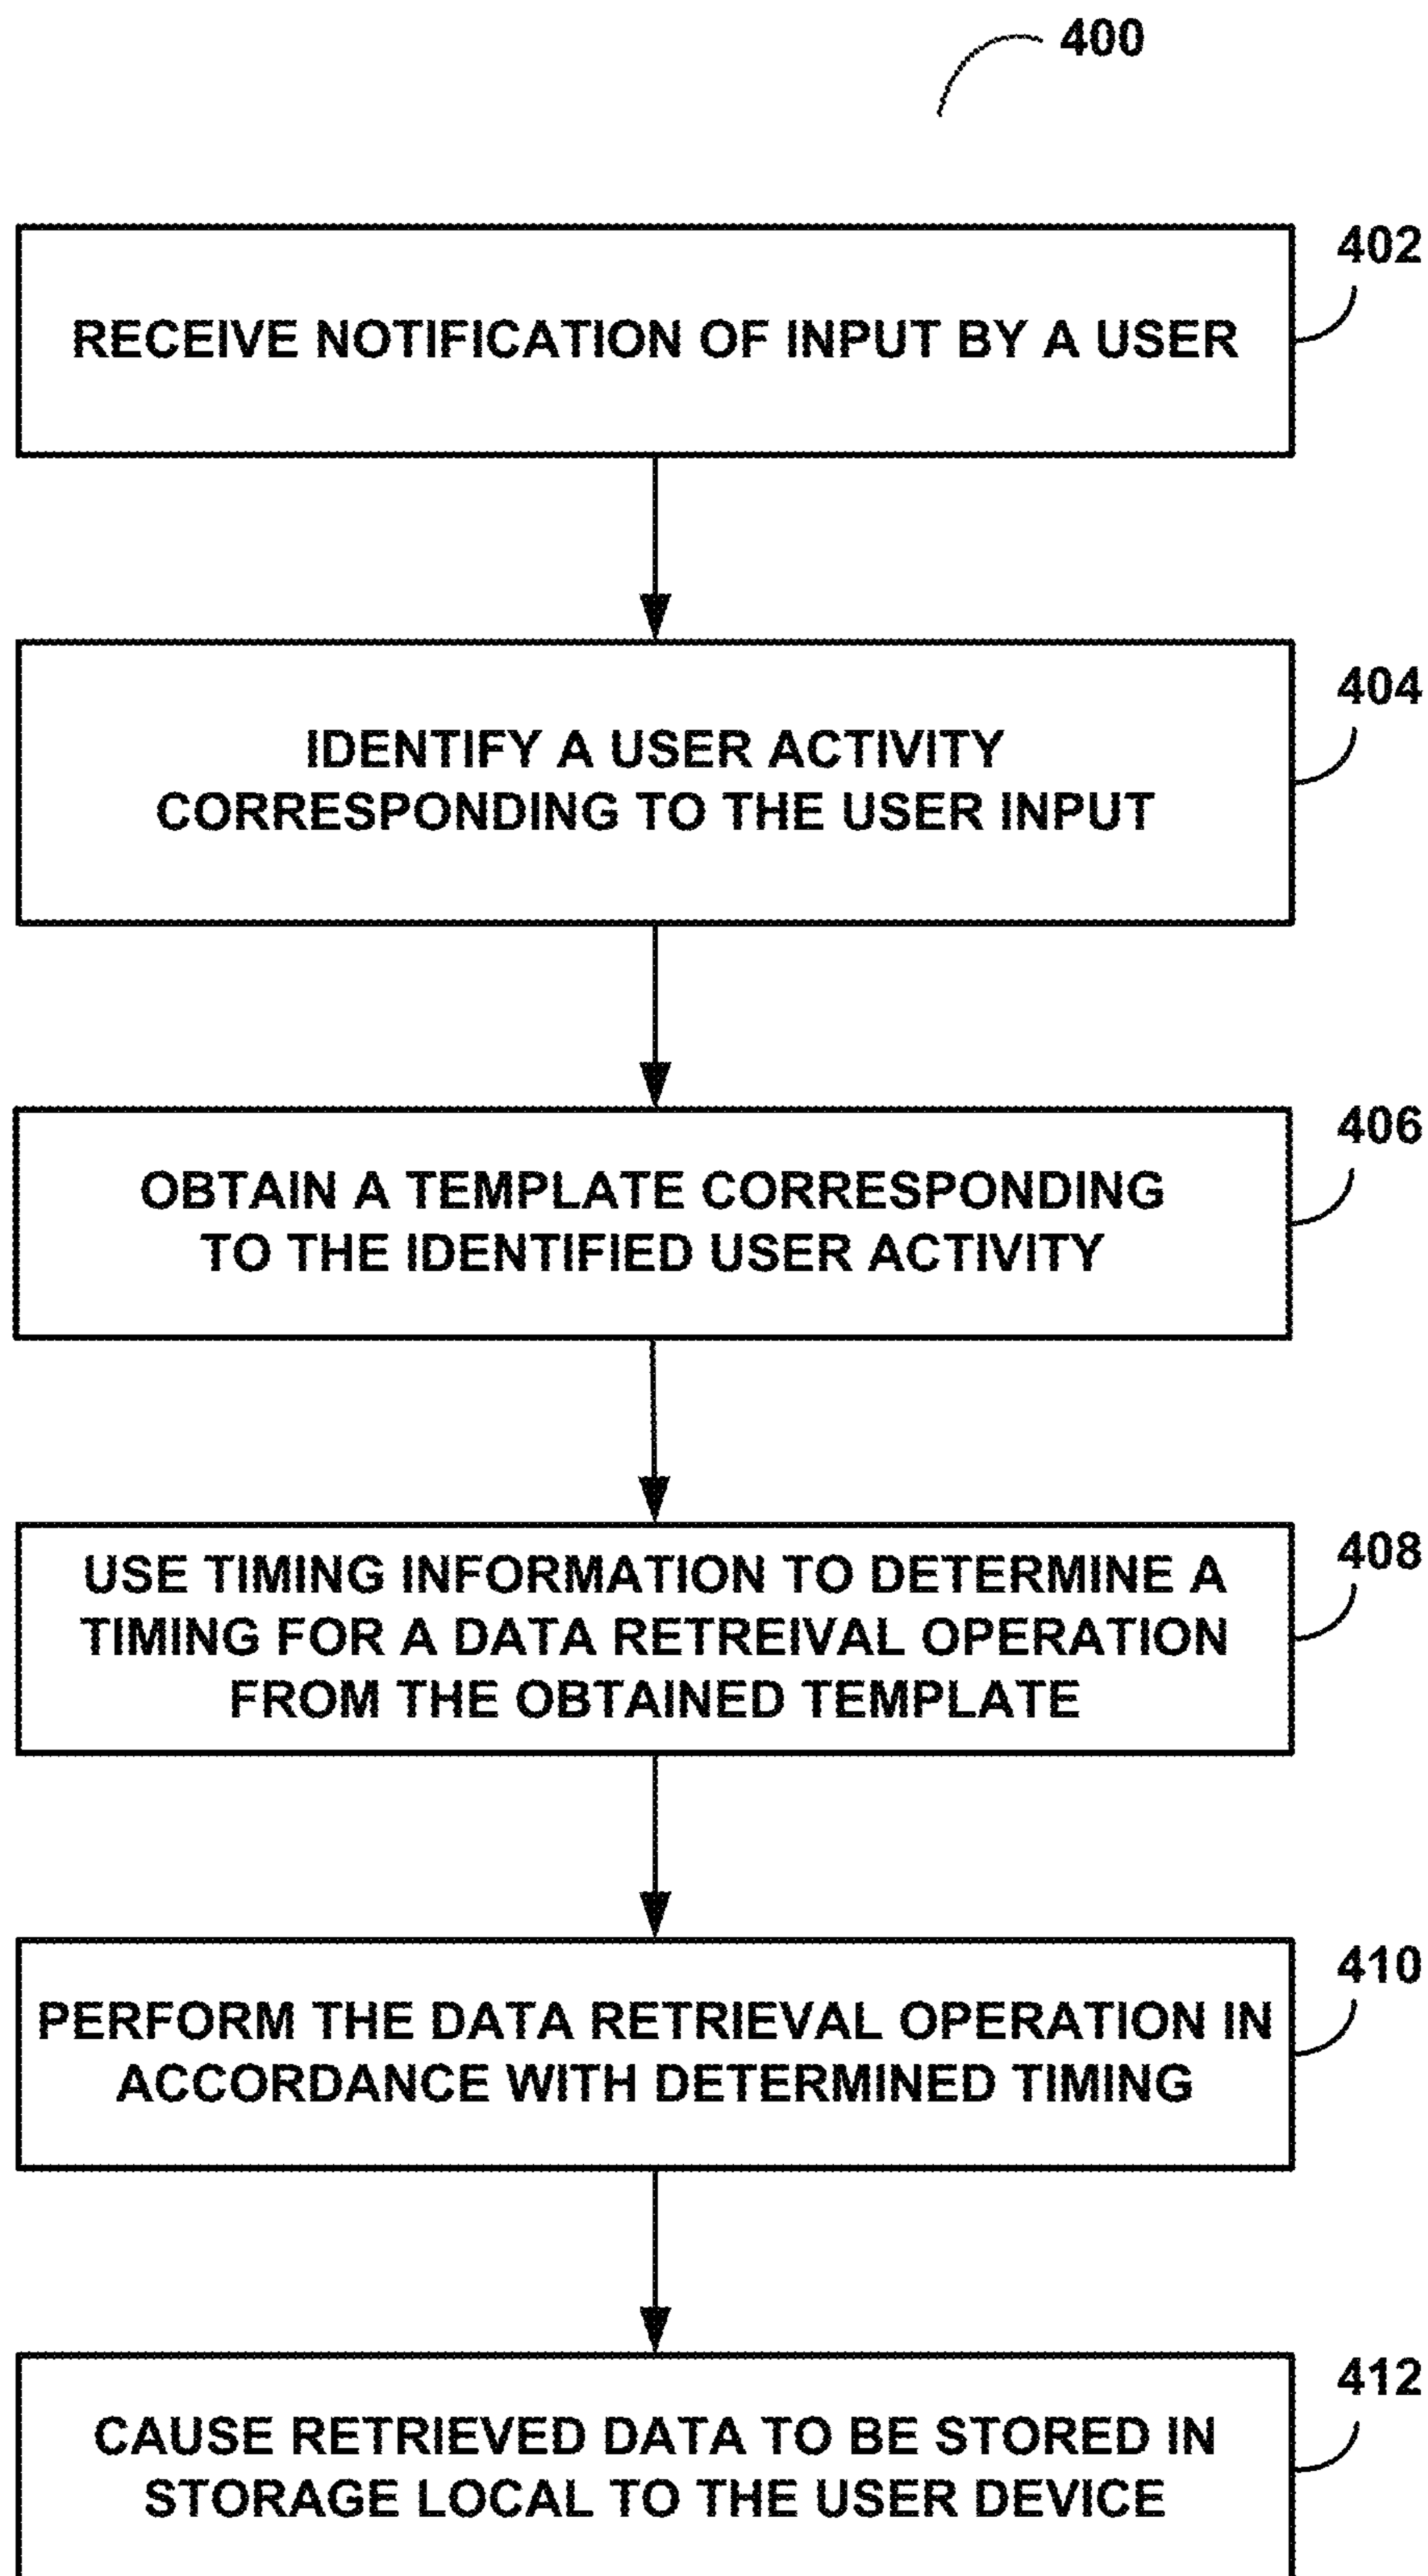 400
402
RECEIVE NOTIFICATION OF INPUT BY A USER
404
IDENTIFY A USER ACTIVITY
CORRESPONDING TO THE USER INPUT
406
OBTAIN A TEMPLATE CORRESPONDING
TO THE IDENTIFIED USER ACTIVITY
408
USE TIMING INFORMATION TO DETERMINE A
TIMING FOR A DATA RETREIVAL OPERATION
FROM THE OBTAINED TEMPLATE
410
PERFORM THE DATA RETRIEVAL OPERATION IN
ACCORDANCE WITH DETERMINED TIMING
412
CAUSE RETRIEVED DATA TO BE STORED IN
STORAGE LOCAL TO THE USER DEVICE